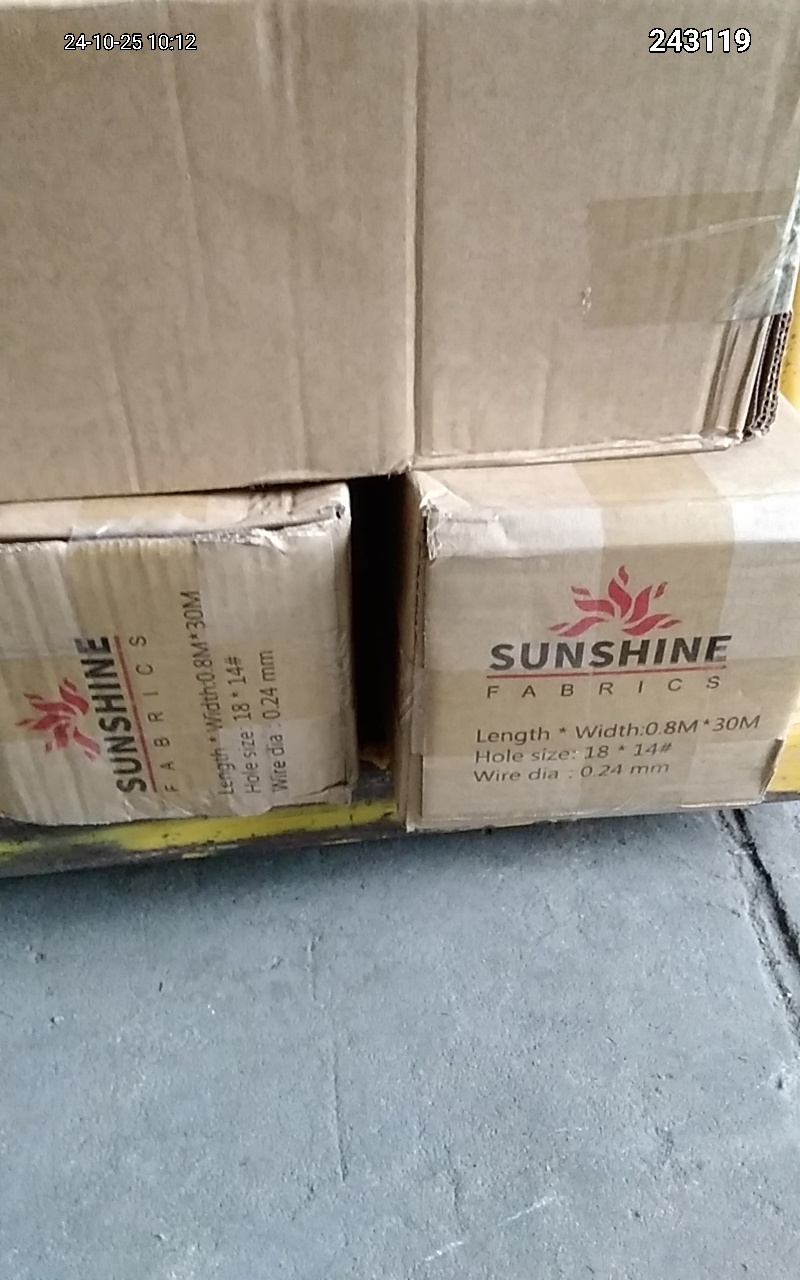 24-10-25 10:12
243119
SUNSHINE
FABRICS
Length * Width:0.8M*30M
Hole size: 18 * 14#
Wire dia : 0.24 mm
SUNSHINE
FABRICS
Length * Width:0.8M*30M
Hole size: 18 * 14#
Wire dia : 0.24 mm